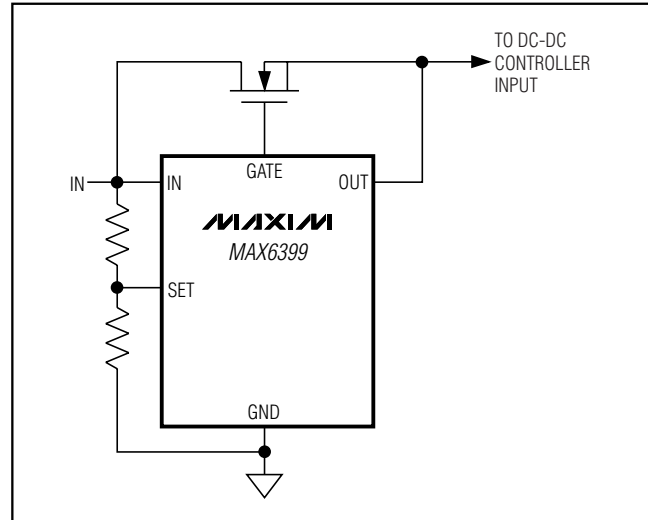 TO DC-DC
CONTROLLER
INPUT
GATE
IN
IN
OUT
MAXIM
MAX6399
SET
GND